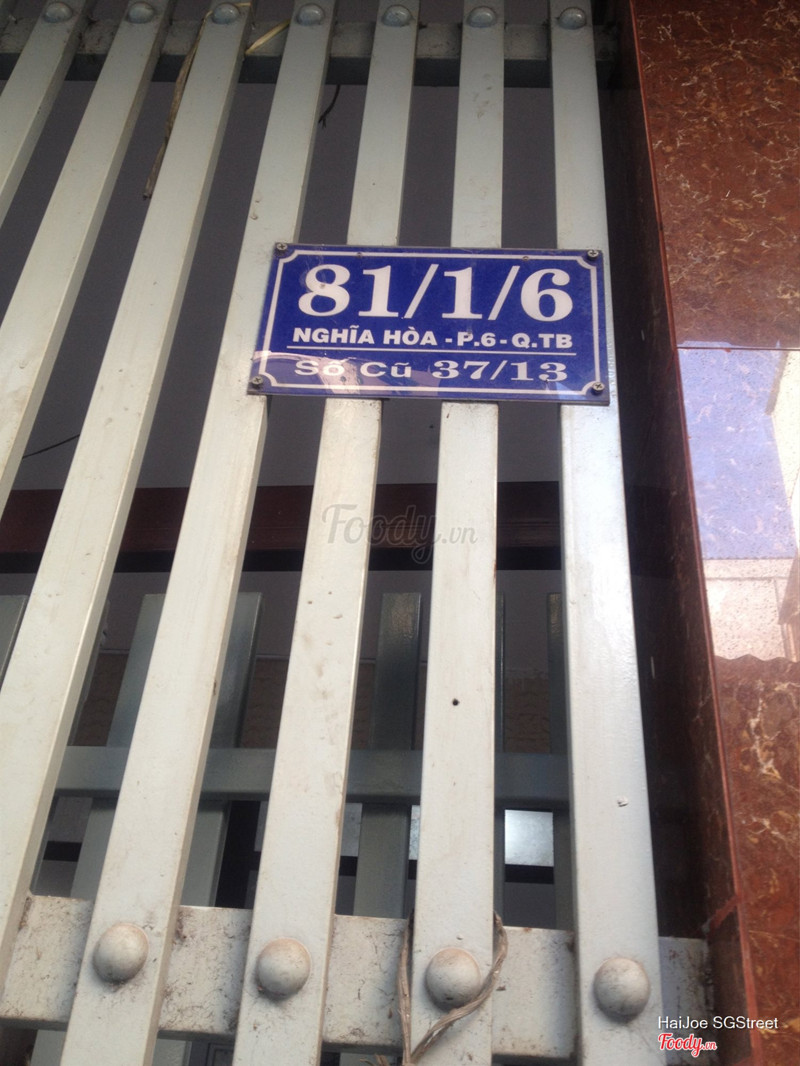 81/1/6
NGHĨA HÒA - P.6 - Q.TB
Số Cũ 37/13
Foody.vn
HaiJoe SGStreet
Foody.vn